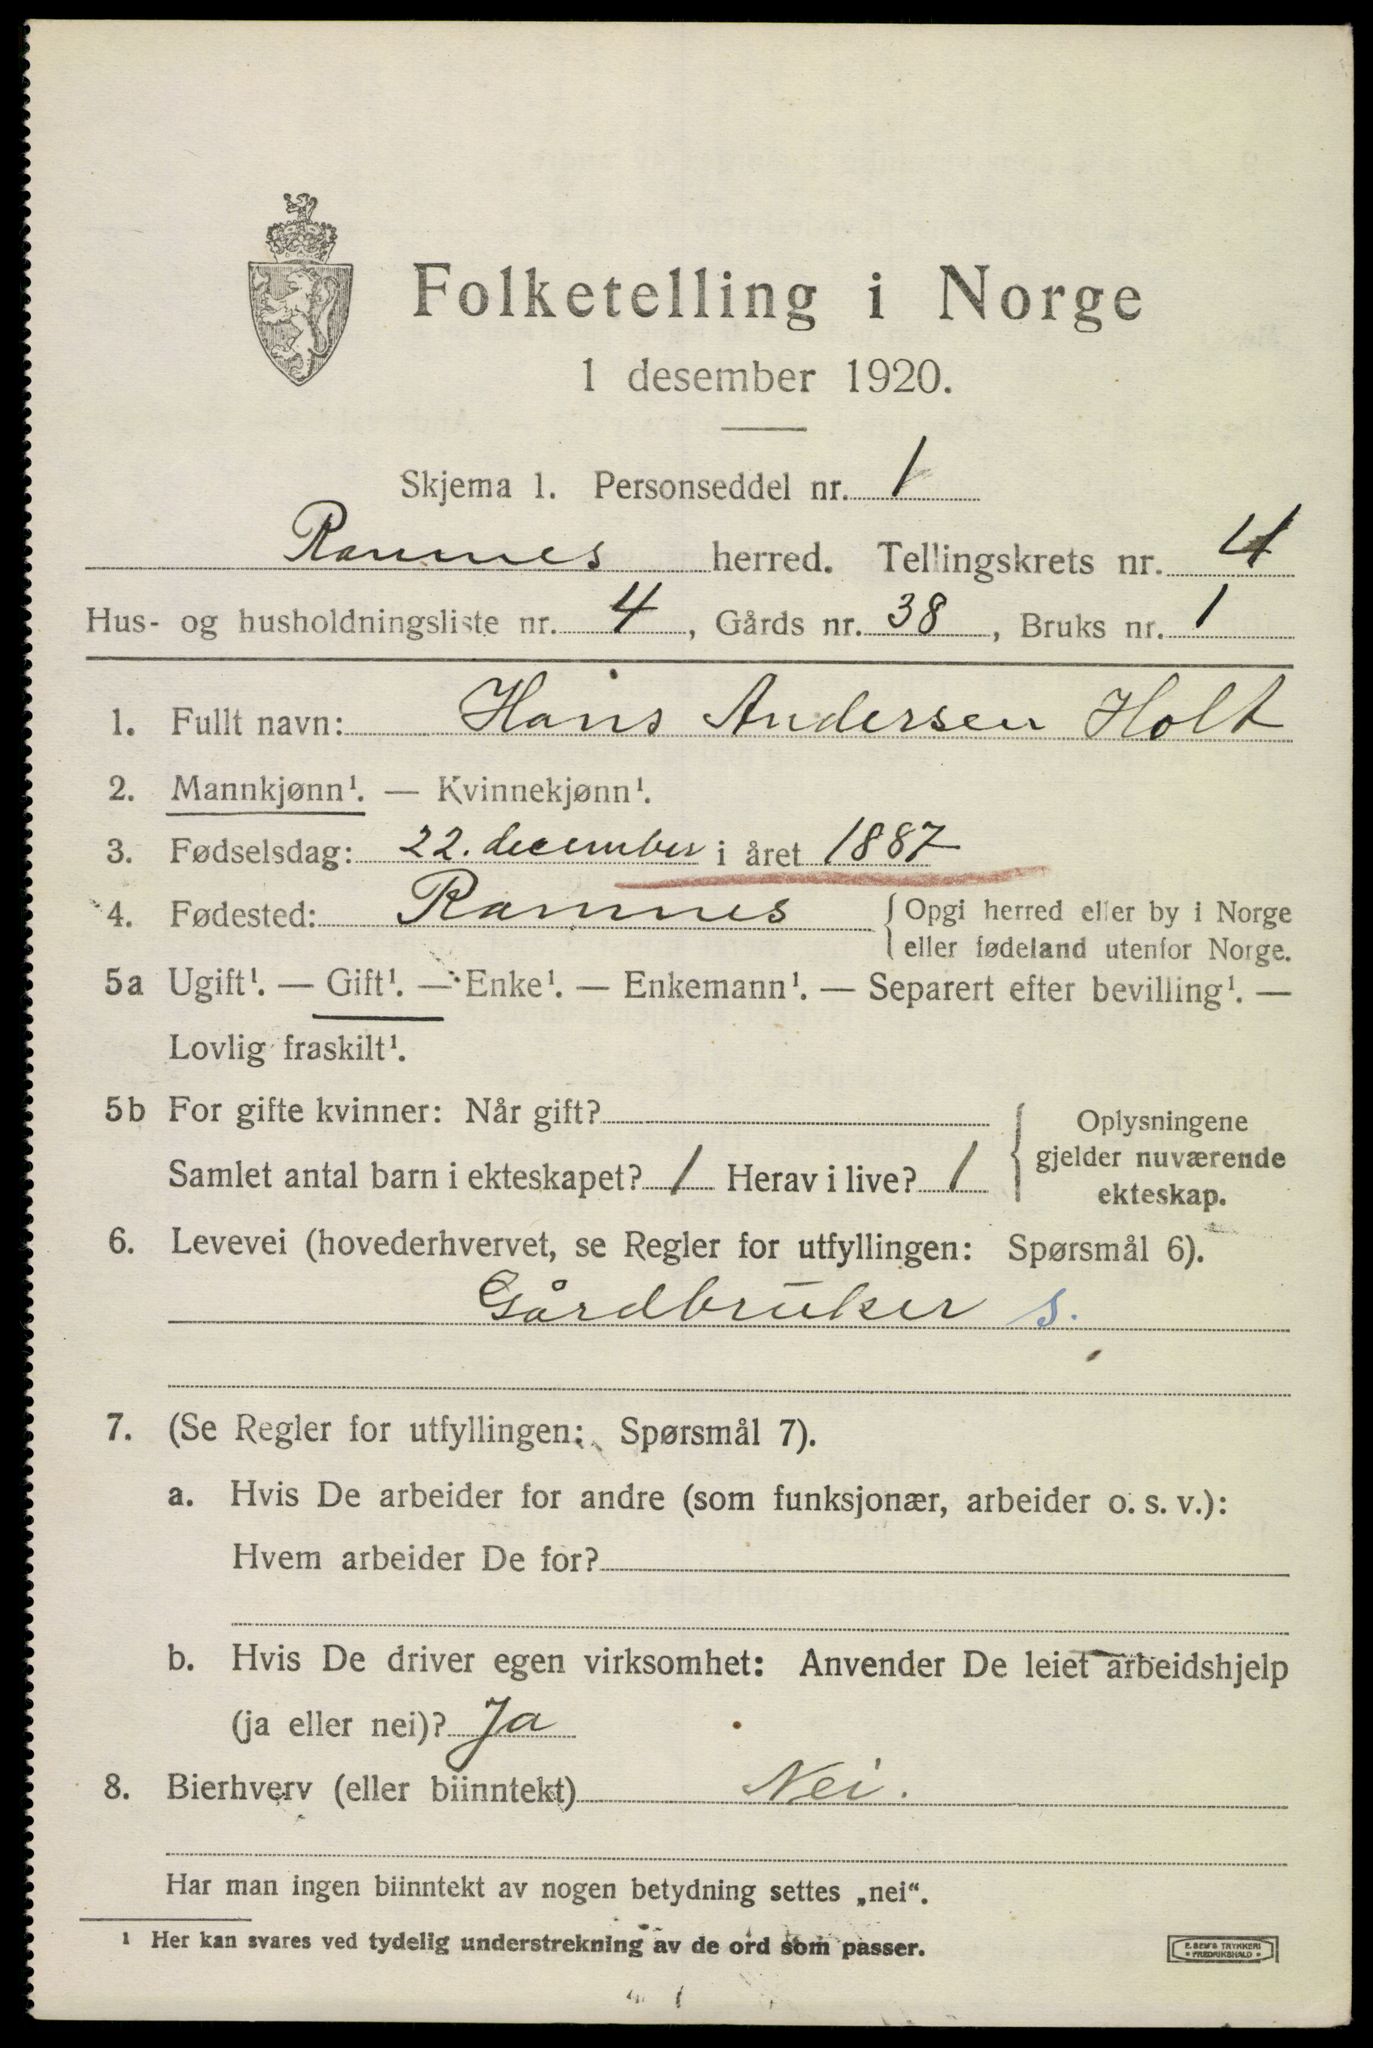 Folketelling i Norge
1 desember 1920.
Skjema 1. Personseddel nr. 1
Ramnes herred. Tellingskrets nr. 4
Hus- og husholdningsliste nr. 4, Gårds nr. 38, Bruks nr. 1
1. Fullt navn: Hans Andersen Holt
2. Mannkjønn¹. — Kvinnekjønn¹.
3. Fødselsdag: 22. december i året 1887
4. Fødested: Ramnes { Opgi herred eller by i Norge
eller fødeland utenfor Norge.
5a Ugift¹. — Gift¹. — Enke¹. — Enkemann¹. — Separert efter bevilling¹. —
Lovlig fraskilt¹.
5b For gifte kvinner: Når gift?
Samlet antal barn i ekteskapet? 1 Herav i live? 1
Oplysningene
gjelder nuværende
ekteskap.
6. Levevei (hovederhvervet, se Regler for utfyllingen: Spørsmål 6).
Gårdbruker s.
7. (Se Regler for utfyllingen: Spørsmål 7).
a. Hvis De arbeider for andre (som funksjonær, arbeider o. s. v.):
Hvem arbeider De for?
b. Hvis De driver egen virksomhet: Anvender De leiet arbeidshjelp
(ja eller nei)? Ja
8. Bierhverv (eller biinntekt) Nei.
Har man ingen biinntekt av nogen betydning settes „nei“.
¹ Her kan svares ved tydelig understrekning av de ord som passer.
E. SEM'S TRYKKERI
• FREDRIKSHALD •